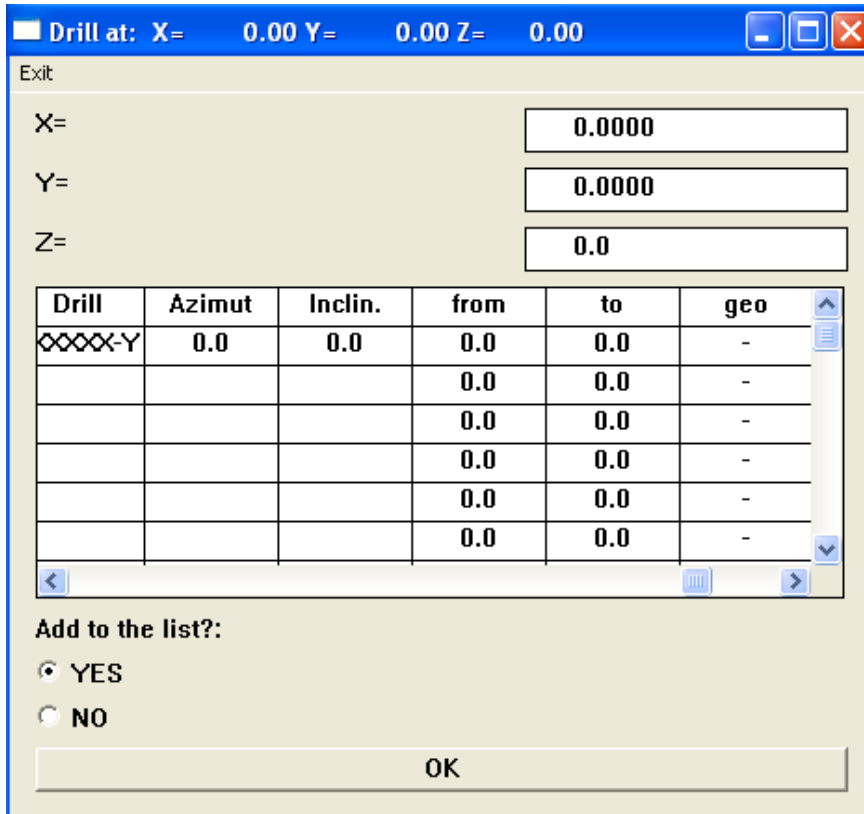 Drill at: X= 0.00 Y= 0.00 Z= 0.00
Exit
X= 0.0000
Y= 0.0000
Z= 0.0
Drill Azimut Inclin. from to geo
XXXX-Y 0.0 0.0 0.0 0.0 -
0.0 0.0 -
0.0 0.0 -
0.0 0.0 -
0.0 0.0 -
0.0 0.0 -
Add to the list?:
YES
NO
OK